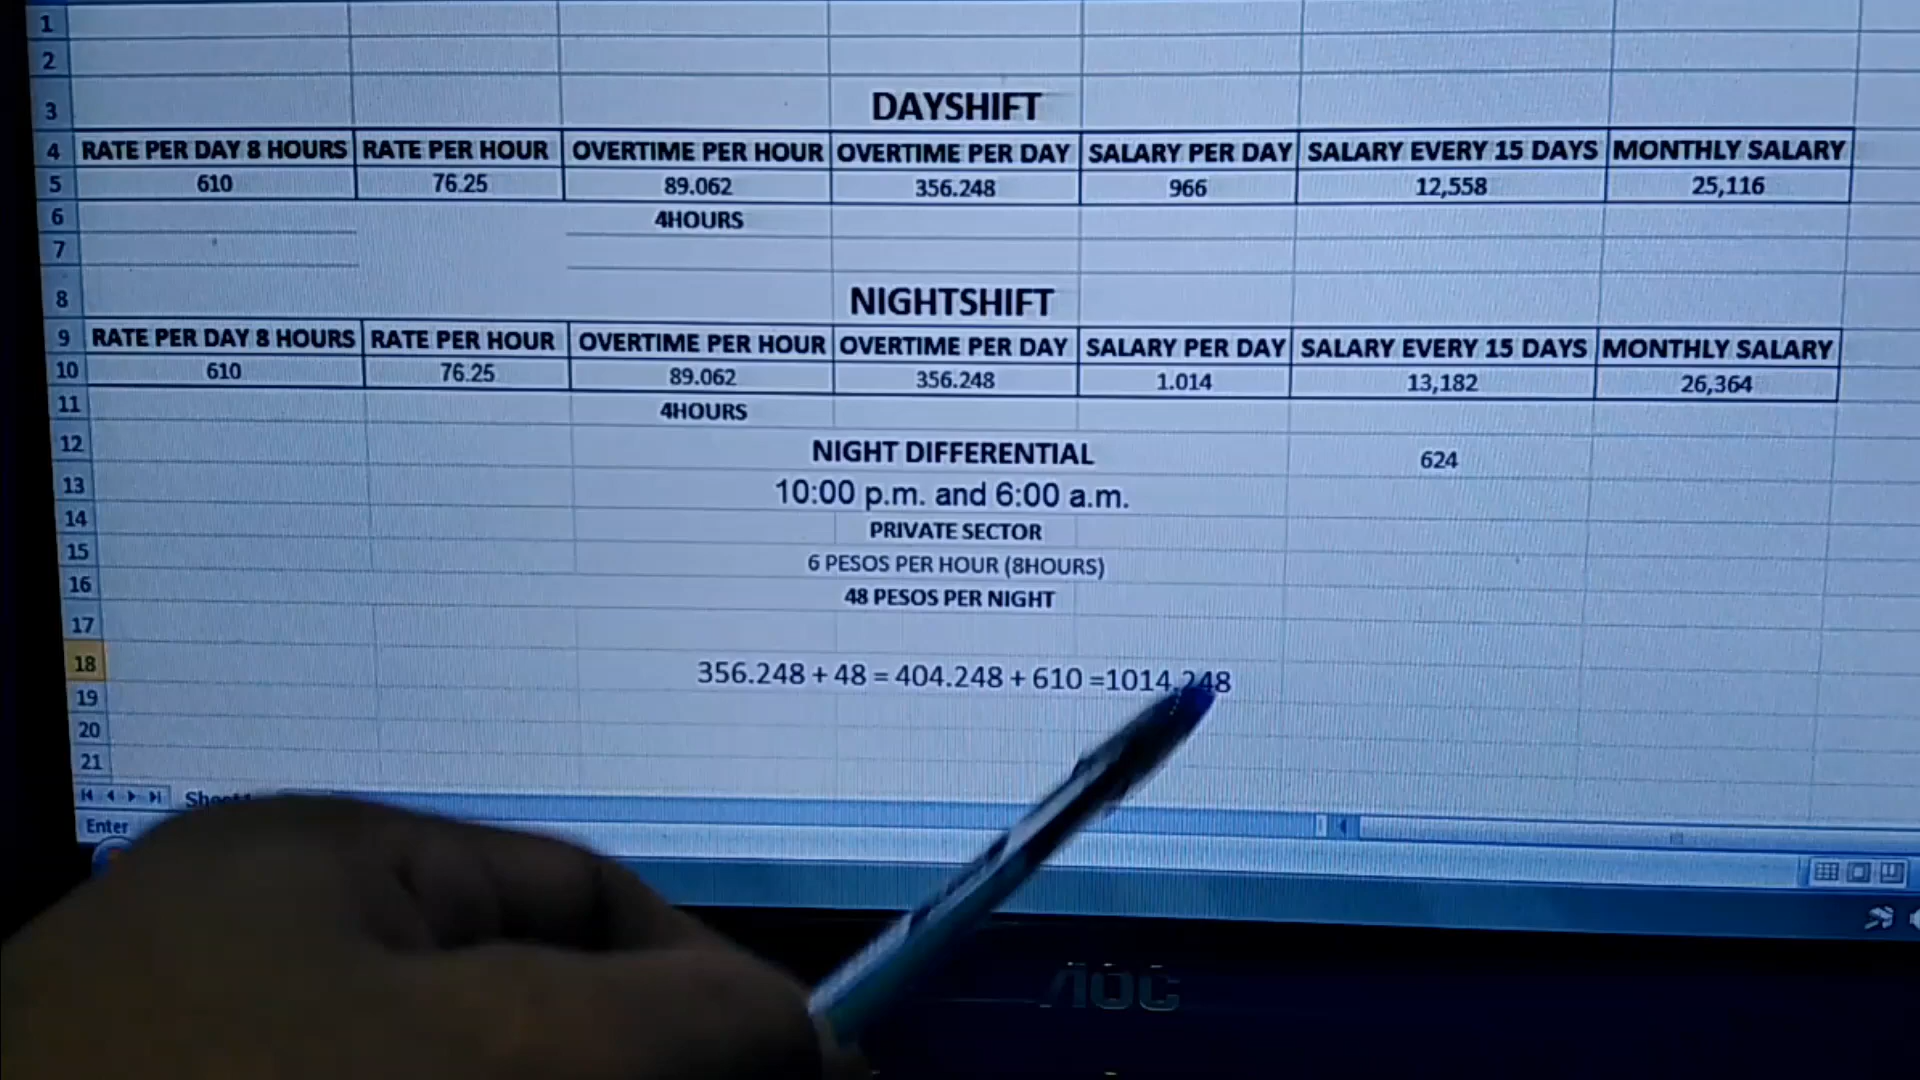 1
2
3 DAYSHIFT
4 RATE PER DAY 8 HOURS RATE PER HOUR OVERTIME PER HOUR OVERTIME PER DAY SALARY PER DAY SALARY EVERY 15 DAYS MONTHLY SALARY
5 610 76.25 89.062 356.248 966 12,558 25,116
6 4HOURS
7
8 NIGHTSHIFT
9 RATE PER DAY 8 HOURS RATE PER HOUR OVERTIME PER HOUR OVERTIME PER DAY SALARY PER DAY SALARY EVERY 15 DAYS MONTHLY SALARY
10 610 76.25 89.062 356.248 1.014 13,182 26,364
11 4HOURS
12 NIGHT DIFFERENTIAL 624
13 10:00 p.m. and 6:00 a.m.
14 PRIVATE SECTOR
15 6 PESOS PER HOUR (8HOURS)
16 48 PESOS PER NIGHT
17
18 356.248 + 48 = 404.248 + 610 =1014.248
19
20
21
Enter
AOC